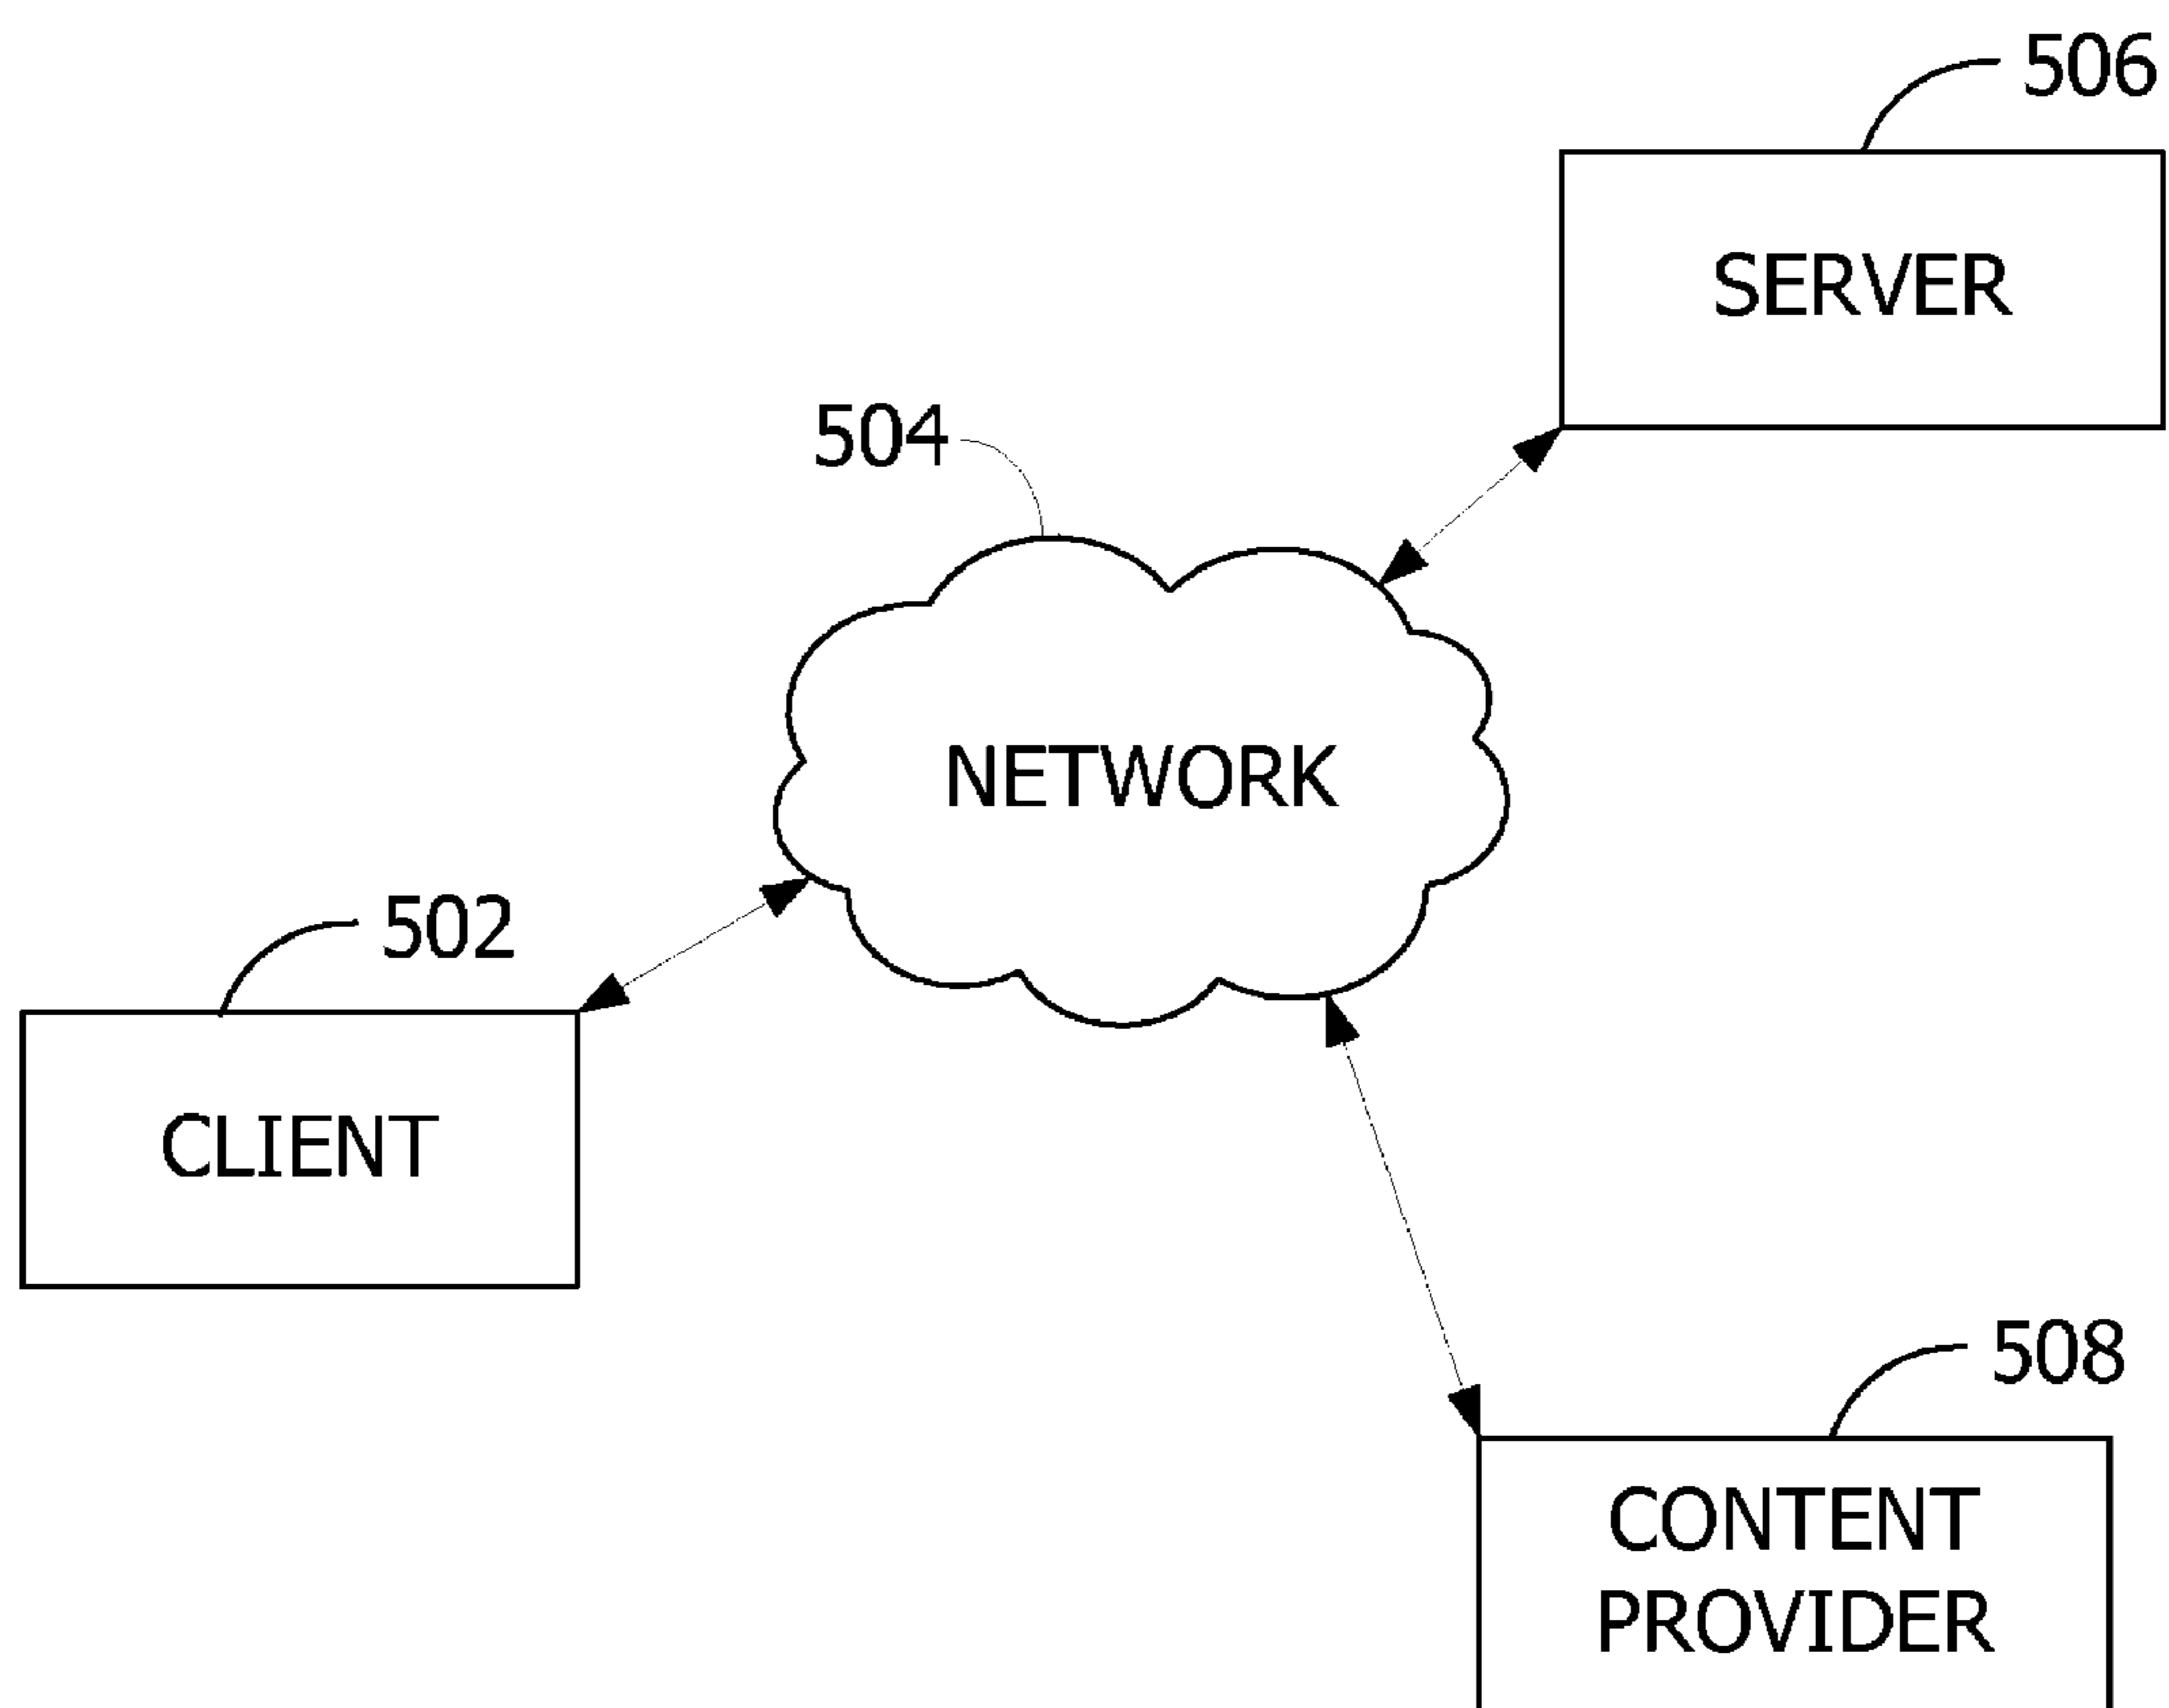 506
SERVER
504
NETWORK
502
CLIENT
508
CONTENT
PROVIDER